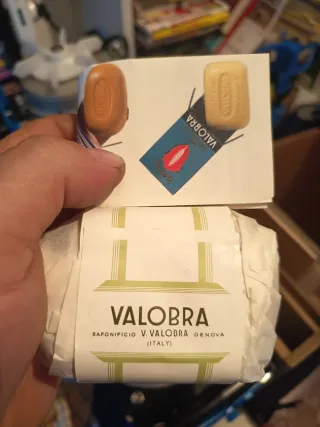 VALOBRA
VALOBRA
SAPONIFICIO V. VALOBRA GENOVA
(ITALY)